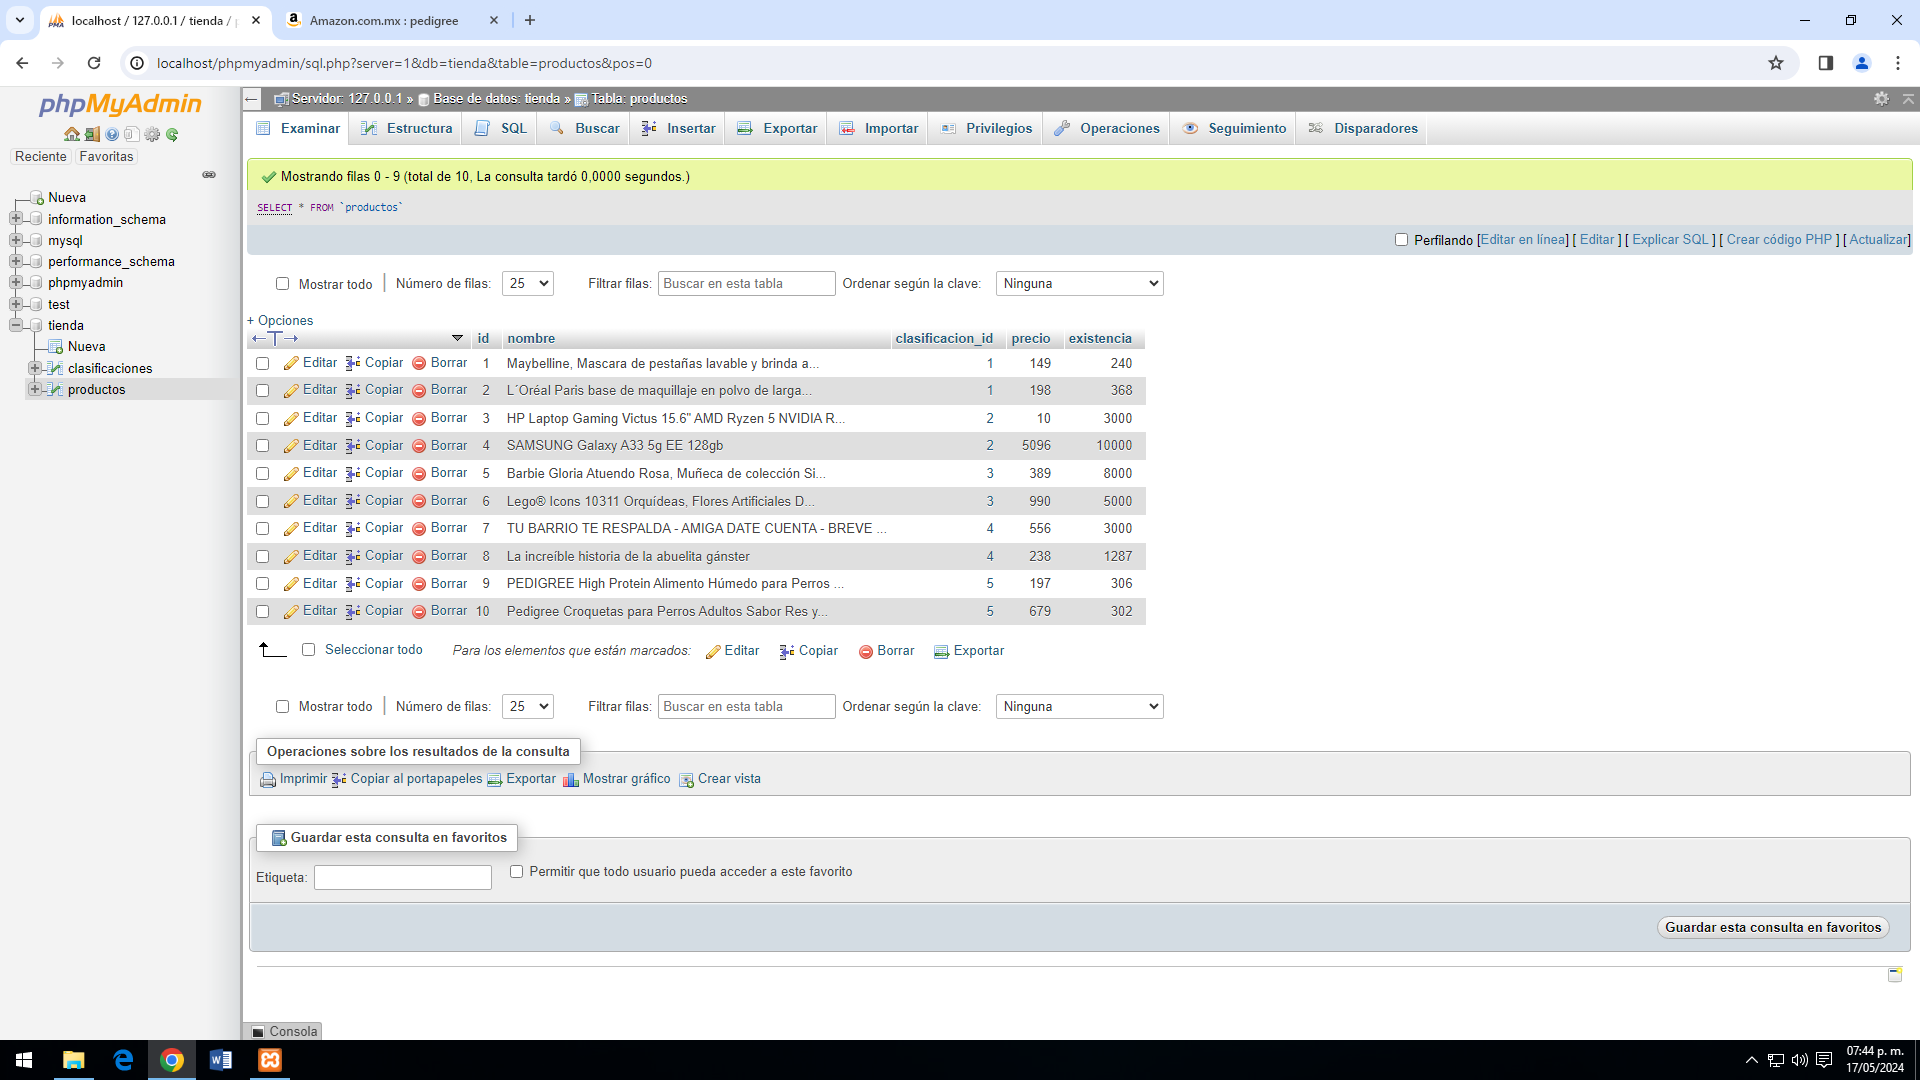 localhost / 127.0.0.1 / tienda / p
Amazon.com.mx : pedigree
localhost/phpmyadmin/sql.php?server=1&db=tienda&table=productos&pos=0
phpMyAdmin
Reciente Favoritas
Nueva
information_schema
mysql
performance_schema
phpmyadmin
test
tienda
Nueva
clasificaciones
productos
Servidor: 127.0.0.1 » Base de datos: tienda » Tabla: productos
Examinar Estructura SQL Buscar Insertar Exportar Importar Privilegios Operaciones Seguimiento Disparadores
Mostrando filas 0 - 9 (total de 10, La consulta tardó 0,0000 segundos.)
SELECT * FROM `productos`
Perfilando [Editar en línea] [ Editar ] [ Explicar SQL ] [ Crear código PHP ] [ Actualizar]
Mostrar todo Número de filas: 25 Filtrar filas: Buscar en esta tabla Ordenar según la clave: Ninguna
+ Opciones
id nombre clasificacion_id precio existencia
Editar Copiar Borrar 1 Maybelline, Mascara de pestañas lavable y brinda a... 1 149 240
Editar Copiar Borrar 2 L´Oréal Paris base de maquillaje en polvo de larga... 1 198 368
Editar Copiar Borrar 3 HP Laptop Gaming Victus 15.6" AMD Ryzen 5 NVIDIA R... 2 10 3000
Editar Copiar Borrar 4 SAMSUNG Galaxy A33 5g EE 128gb 2 5096 10000
Editar Copiar Borrar 5 Barbie Gloria Atuendo Rosa, Muñeca de colección Si... 3 389 8000
Editar Copiar Borrar 6 Lego® Icons 10311 Orquídeas, Flores Artificiales D... 3 990 5000
Editar Copiar Borrar 7 TU BARRIO TE RESPALDA - AMIGA DATE CUENTA - BREVE ... 4 556 3000
Editar Copiar Borrar 8 La increíble historia de la abuelita gánster 4 238 1287
Editar Copiar Borrar 9 PEDIGREE High Protein Alimento Húmedo para Perros ... 5 197 306
Editar Copiar Borrar 10 Pedigree Croquetas para Perros Adultos Sabor Res y... 5 679 302
Seleccionar todo Para los elementos que están marcados: Editar Copiar Borrar Exportar
Mostrar todo Número de filas: 25 Filtrar filas: Buscar en esta tabla Ordenar según la clave: Ninguna
Operaciones sobre los resultados de la consulta
Imprimir Copiar al portapapeles Exportar Mostrar gráfico Crear vista
Guardar esta consulta en favoritos
Etiqueta: Permitir que todo usuario pueda acceder a este favorito
Guardar esta consulta en favoritos
Consola
07:44 p. m.
17/05/2024